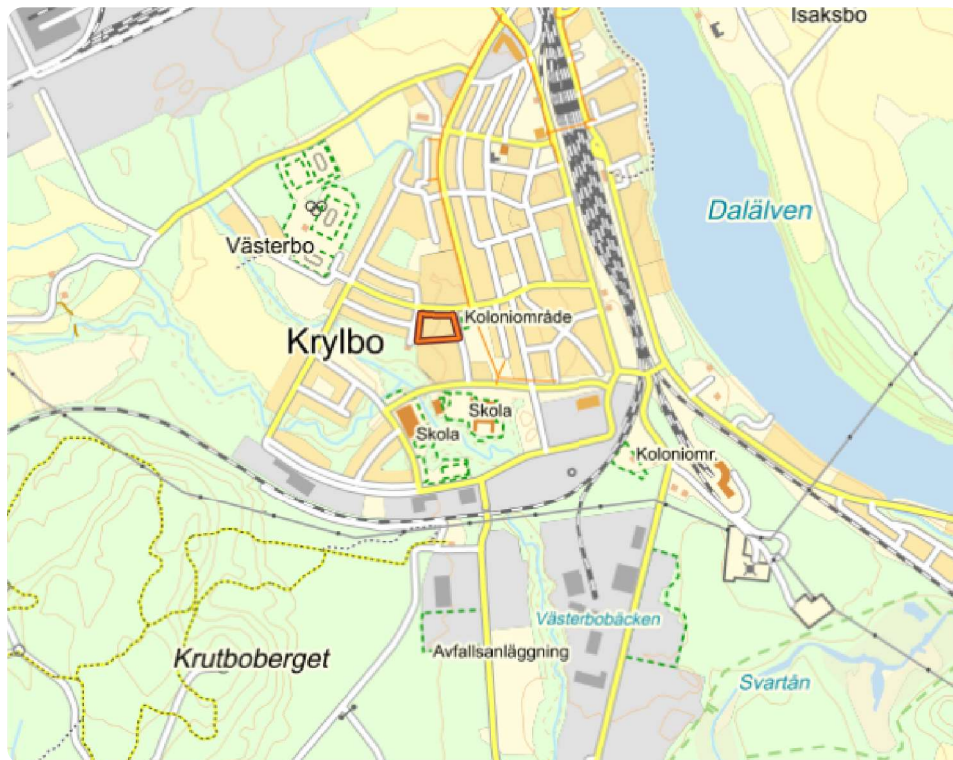 Isaksbo
Dalälven
Västerbo
Koloniområde
Krylbo
Skola
Skola
Koloniomr.
Västerbobäcken
Avfallsanläggning
Krutboberget
Svartån